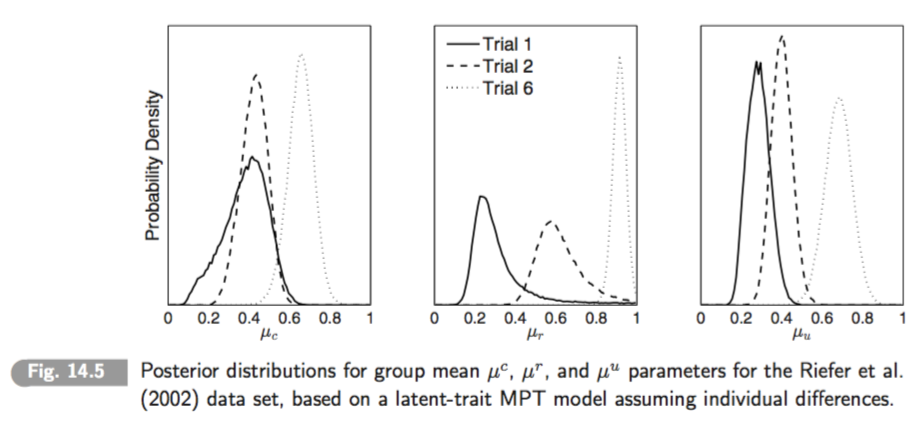 Probability Density
0 0.2 0.4 0.6 0.8 1
μc
Trial 1
Trial 2
Trial 6
0 0.2 0.4 0.6 0.8 1
μr
0 0.2 0.4 0.6 0.8 1
μu
Fig. 14.5 Posterior distributions for group mean μᶜ, μʳ, and μᵘ parameters for the Riefer et al.
(2002) data set, based on a latent-trait MPT model assuming individual differences.